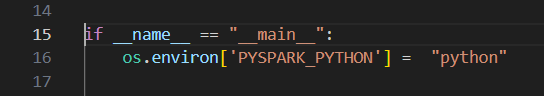 14
15 if __name__ == "__main__":
16     os.environ['PYSPARK_PYTHON'] =  "python"
17